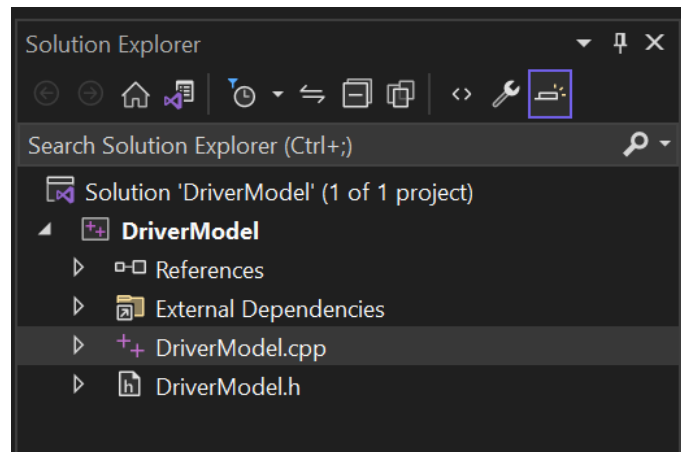 Solution Explorer
Search Solution Explorer (Ctrl+;)
Solution 'DriverModel' (1 of 1 project)
DriverModel
References
External Dependencies
DriverModel.cpp
DriverModel.h